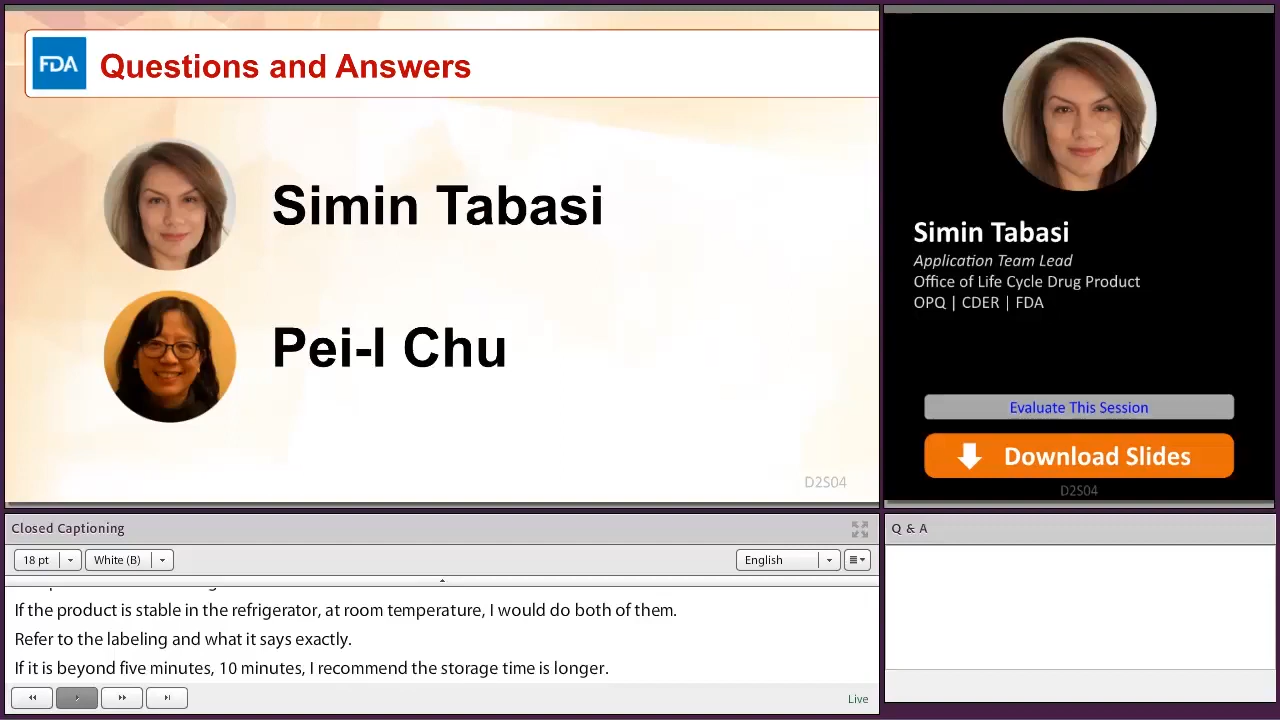 FDA
Questions and Answers
Simin Tabasi
Pei-I Chu
D2S04
Simin Tabasi
Application Team Lead
Office of Life Cycle Drug Product
OPQ | CDER | FDA
Evaluate This Session
Download Slides
D2S04
Closed Captioning
18 pt
White (B)
English
If the product is stable in the refrigerator, at room temperature, I would do both of them.
Refer to the labeling and what it says exactly.
If it is beyond five minutes, 10 minutes, I recommend the storage time is longer.
Live
Q & A